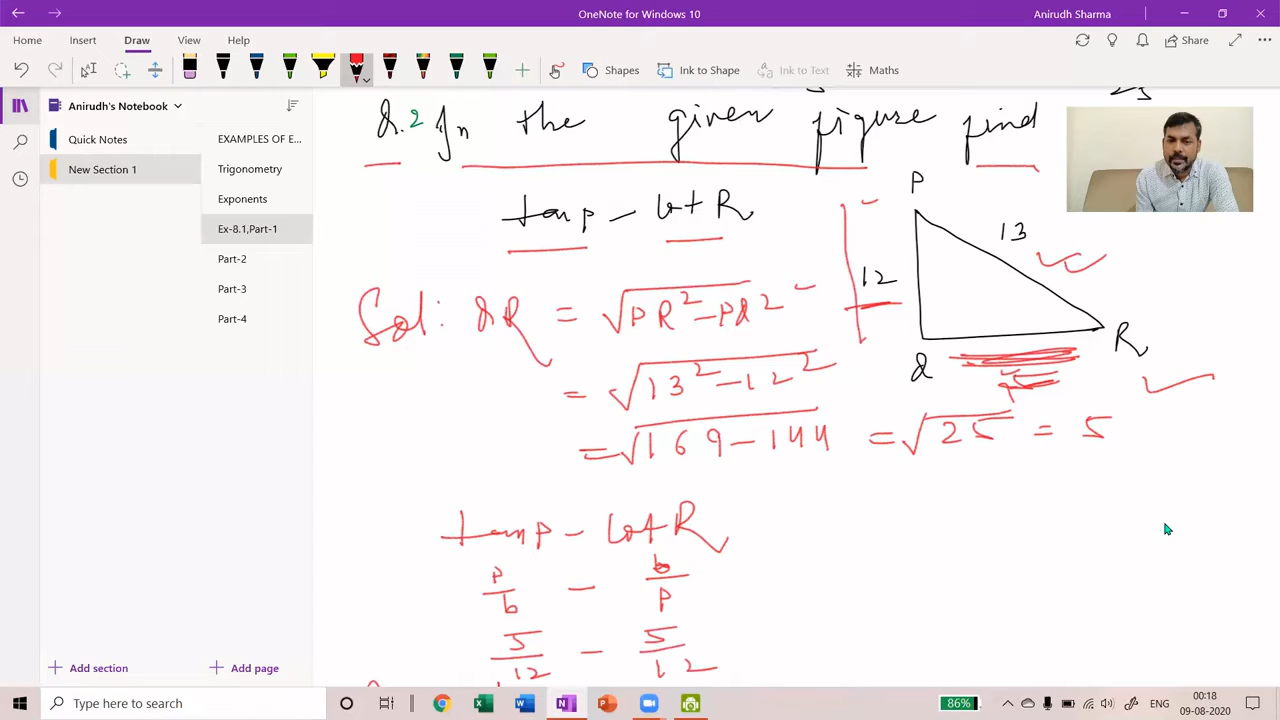 OneNote for Windows 10
Anirudh Sharma
Home Insert Draw View Help
Share
Shapes Ink to Shape Ink to Text Maths
Anirudh's Notebook
Quick Notes
New Section 1
EXAMPLES OF E...
Trigonometry
Exponents
Ex-8.1,Part-1
Part-2
Part-3
Part-4
Q.2 In the given figure find
tan P - Cot R
P
13
12
Q
R
Sol: QR = √PR² - PQ²
= √13² - 12²
= √169 - 144 = √25 = 5
tan P - Cot R
p/b - b/p
5/12 - 5/12
Add section
Add page
Type here to search
86%
ENG
00:18
09-08-2020